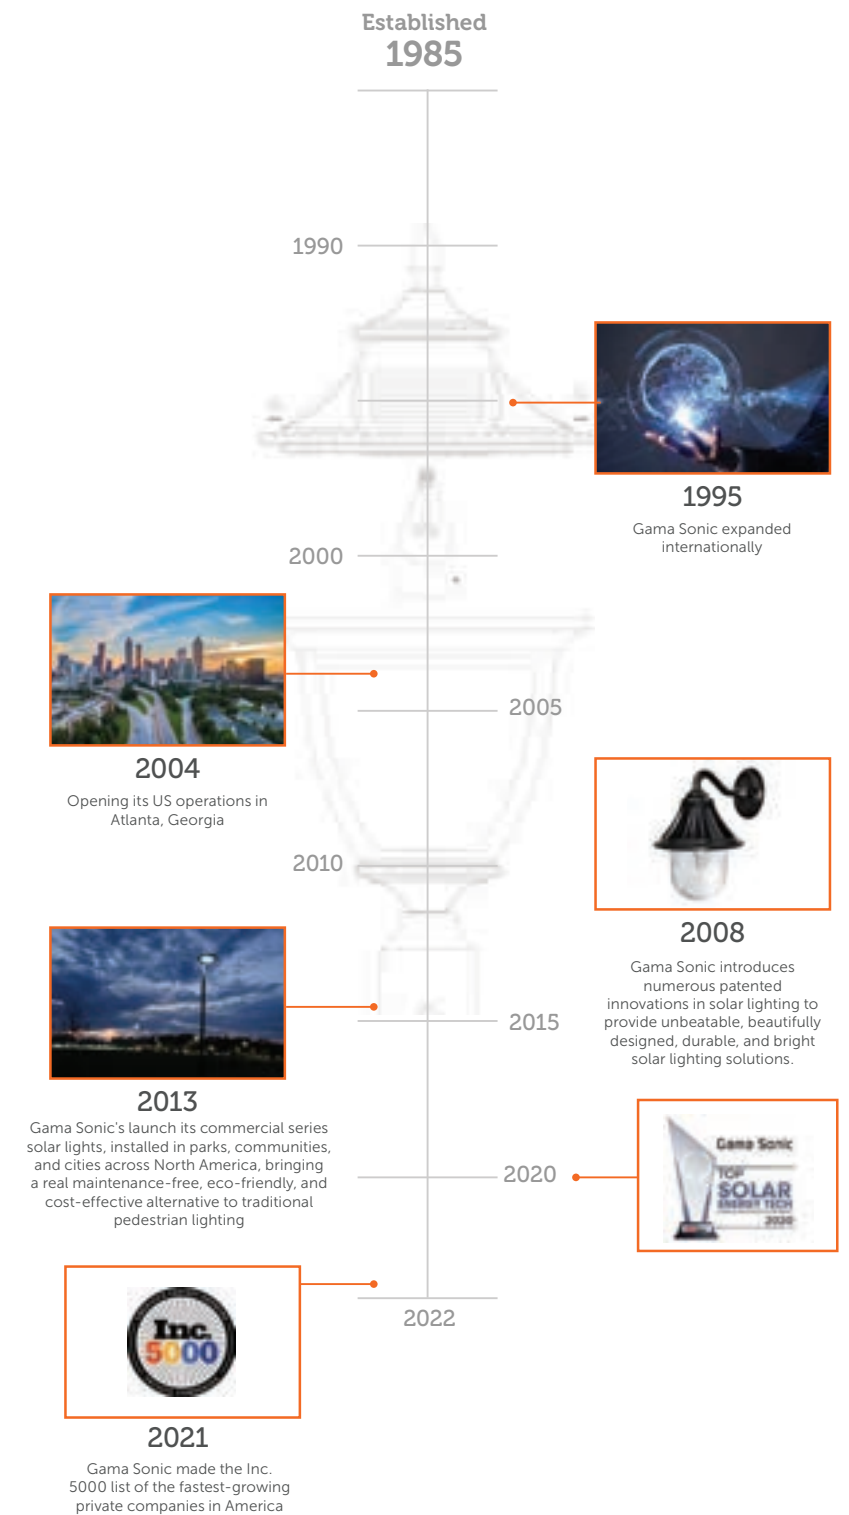 Established
1985
1990
1995
Gama Sonic expanded
internationally
2000
2004
Opening its US operations in
Atlanta, Georgia
2005
2008
Gama Sonic introduces
numerous patented
innovations in solar lighting to
provide unbeatable, beautifully
designed, durable, and bright
solar lighting solutions.
2010
2013
Gama Sonic's launch its commercial series
solar lights, installed in parks, communities,
and cities across North America, bringing
a real maintenance-free, eco-friendly, and
cost-effective alternative to traditional
pedestrian lighting
2015
2020
Gama Sonic
TOP
SOLAR
ENERGY TECH
2020
2022
Inc.
5000
2021
Gama Sonic made the Inc.
5000 list of the fastest-growing
private companies in America